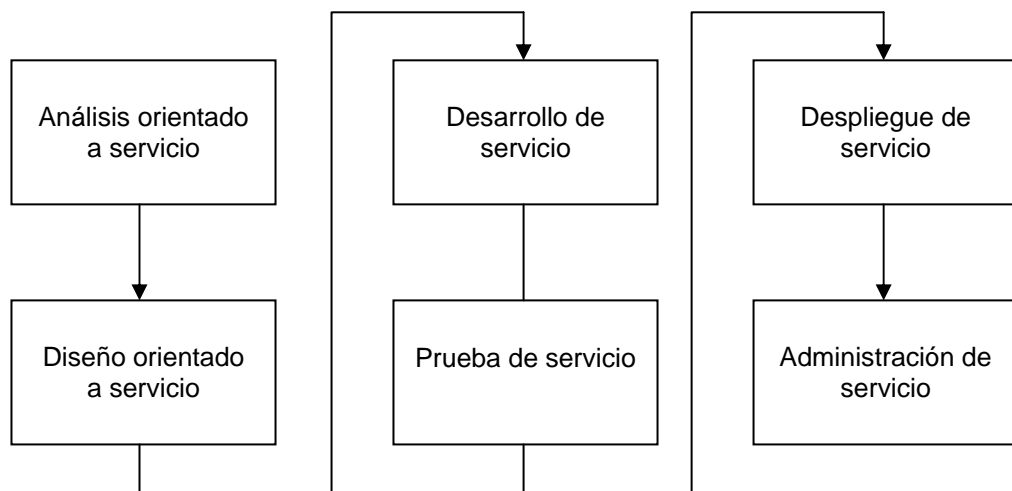 Análisis orientado
a servicio
Diseño orientado
a servicio
Desarrollo de
servicio
Prueba de servicio
Despliegue de
servicio
Administración de
servicio